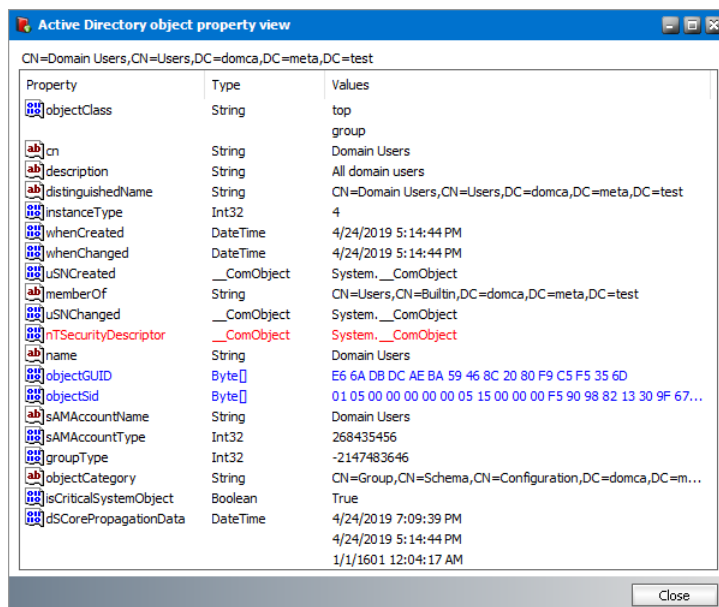 Active Directory object property view
CN=Domain Users,CN=Users,DC=domca,DC=meta,DC=test
Property Type Values
objectClass String top
group
cn String Domain Users
description String All domain users
distinguishedName String CN=Domain Users,CN=Users,DC=domca,DC=meta,DC=test
instanceType Int32 4
whenCreated DateTime 4/24/2019 5:14:44 PM
whenChanged DateTime 4/24/2019 5:14:44 PM
uSNCreated __ComObject System.__ComObject
memberOf String CN=Users,CN=Builtin,DC=domca,DC=meta,DC=test
uSNChanged __ComObject System.__ComObject
nTSecurityDescriptor __ComObject System.__ComObject
name String Domain Users
objectGUID Byte[] E6 6A DB DC AE BA 59 46 8C 20 80 F9 C5 F5 35 6D
objectSid Byte[] 01 05 00 00 00 00 00 05 15 00 00 00 F5 90 98 82 13 30 9F 67...
sAMAccountName String Domain Users
sAMAccountType Int32 268435456
groupType Int32 -2147483646
objectCategory String CN=Group,CN=Schema,CN=Configuration,DC=domca,DC=m...
isCriticalSystemObject Boolean True
dSCorePropagationData DateTime 4/24/2019 7:09:39 PM
4/24/2019 5:14:44 PM
1/1/1601 12:04:17 AM
Close